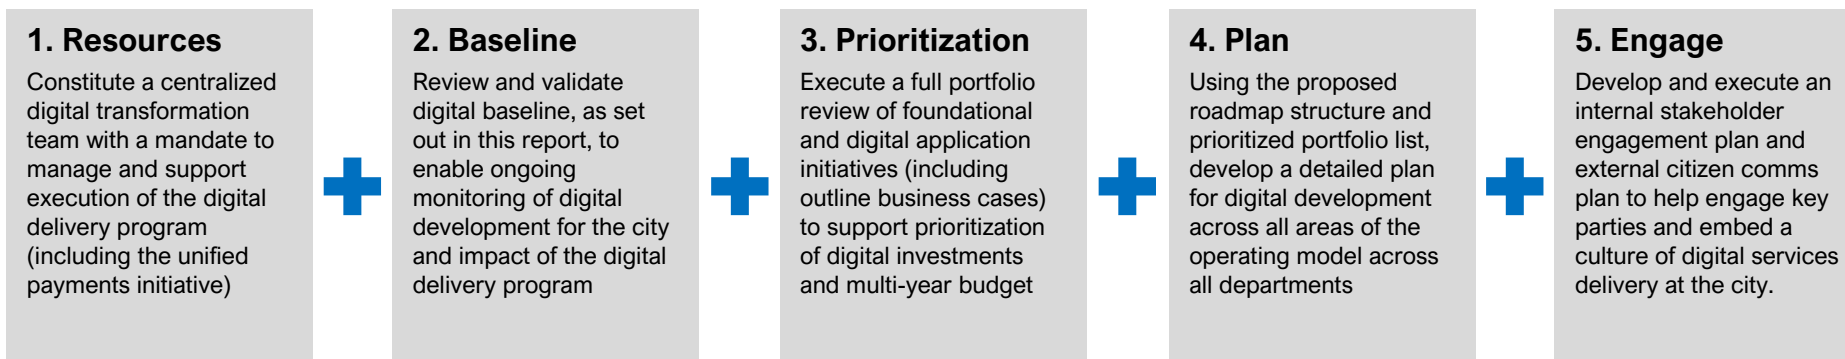 1. Resources
Constitute a centralized
digital transformation
team with a mandate to
manage and support
execution of the digital
delivery program
(including the unified
payments initiative)
2. Baseline
Review and validate
digital baseline, as set
out in this report, to
enable ongoing
monitoring of digital
development for the city
and impact of the digital
delivery program
3. Prioritization
Execute a full portfolio
review of foundational
and digital application
initiatives (including
outline business cases)
to support prioritization
of digital investments
and multi-year budget
4. Plan
Using the proposed
roadmap structure and
prioritized portfolio list,
develop a detailed plan
for digital development
across all areas of the
operating model across
all departments
5. Engage
Develop and execute an
internal stakeholder
engagement plan and
external citizen comms
plan to help engage key
parties and embed a
culture of digital services
delivery at the city.